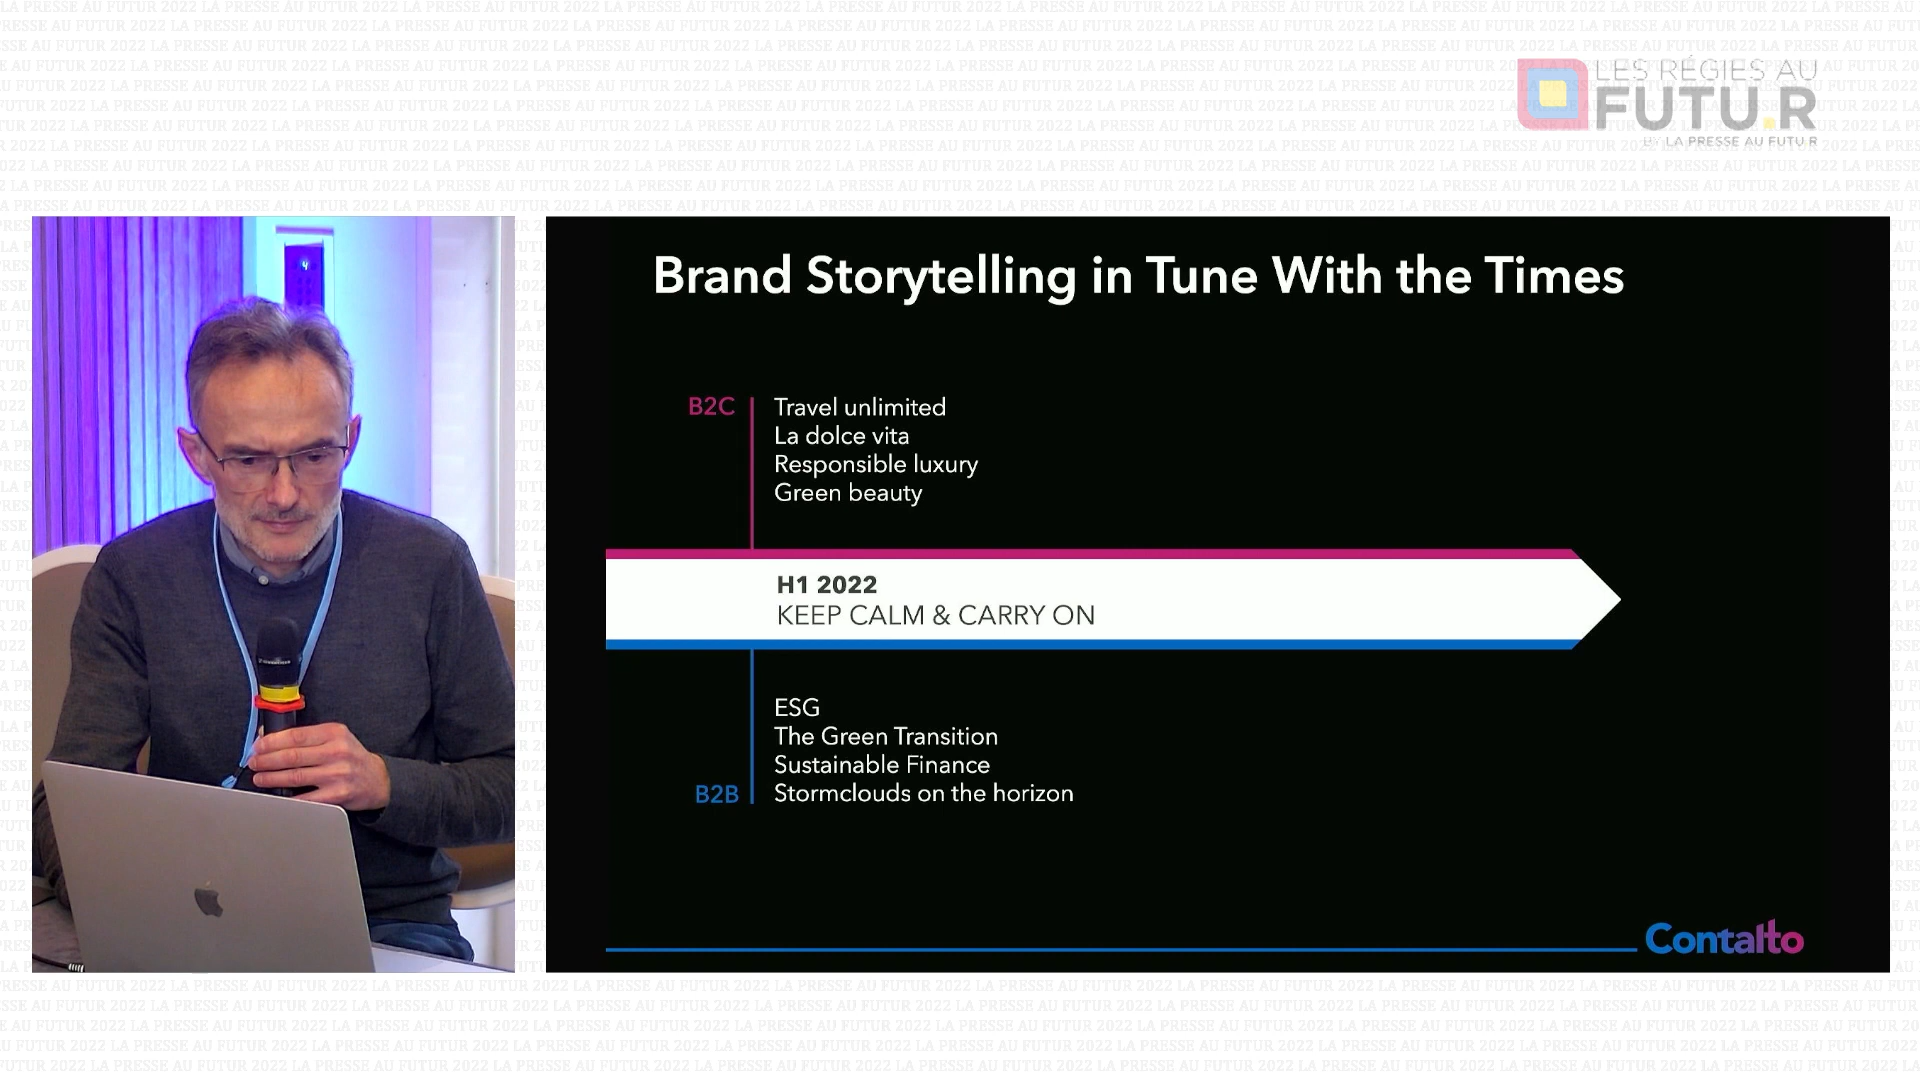 LES RÉGIES AU
FUTU.R
BY LA PRESSE AU FUTU.R
Brand Storytelling in Tune With the Times
B2C
Travel unlimited
La dolce vita
Responsible luxury
Green beauty
H1 2022
KEEP CALM & CARRY ON
ESG
The Green Transition
Sustainable Finance
B2B
Stormclouds on the horizon
Contalto